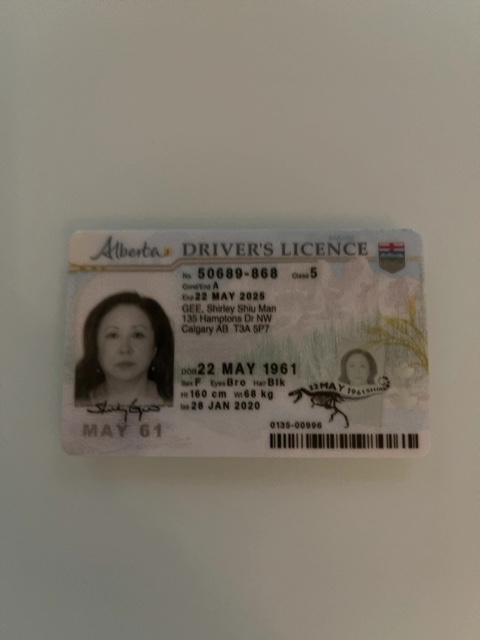 Alberta DRIVER'S LICENCE
No. 50689-868 Class 5
Cond/End A
Exp 22 MAY 2025
GEE, Shirley Shiu Man
135 Hamptons Dr NW
Calgary AB T3A 5P7
DOB 22 MAY 1961
Sex F Eyes Bro Hair Blk
Ht 160 cm Wt 68 kg
Iss 28 JAN 2020
22 MAY 1961
MAY 61
0135-00996